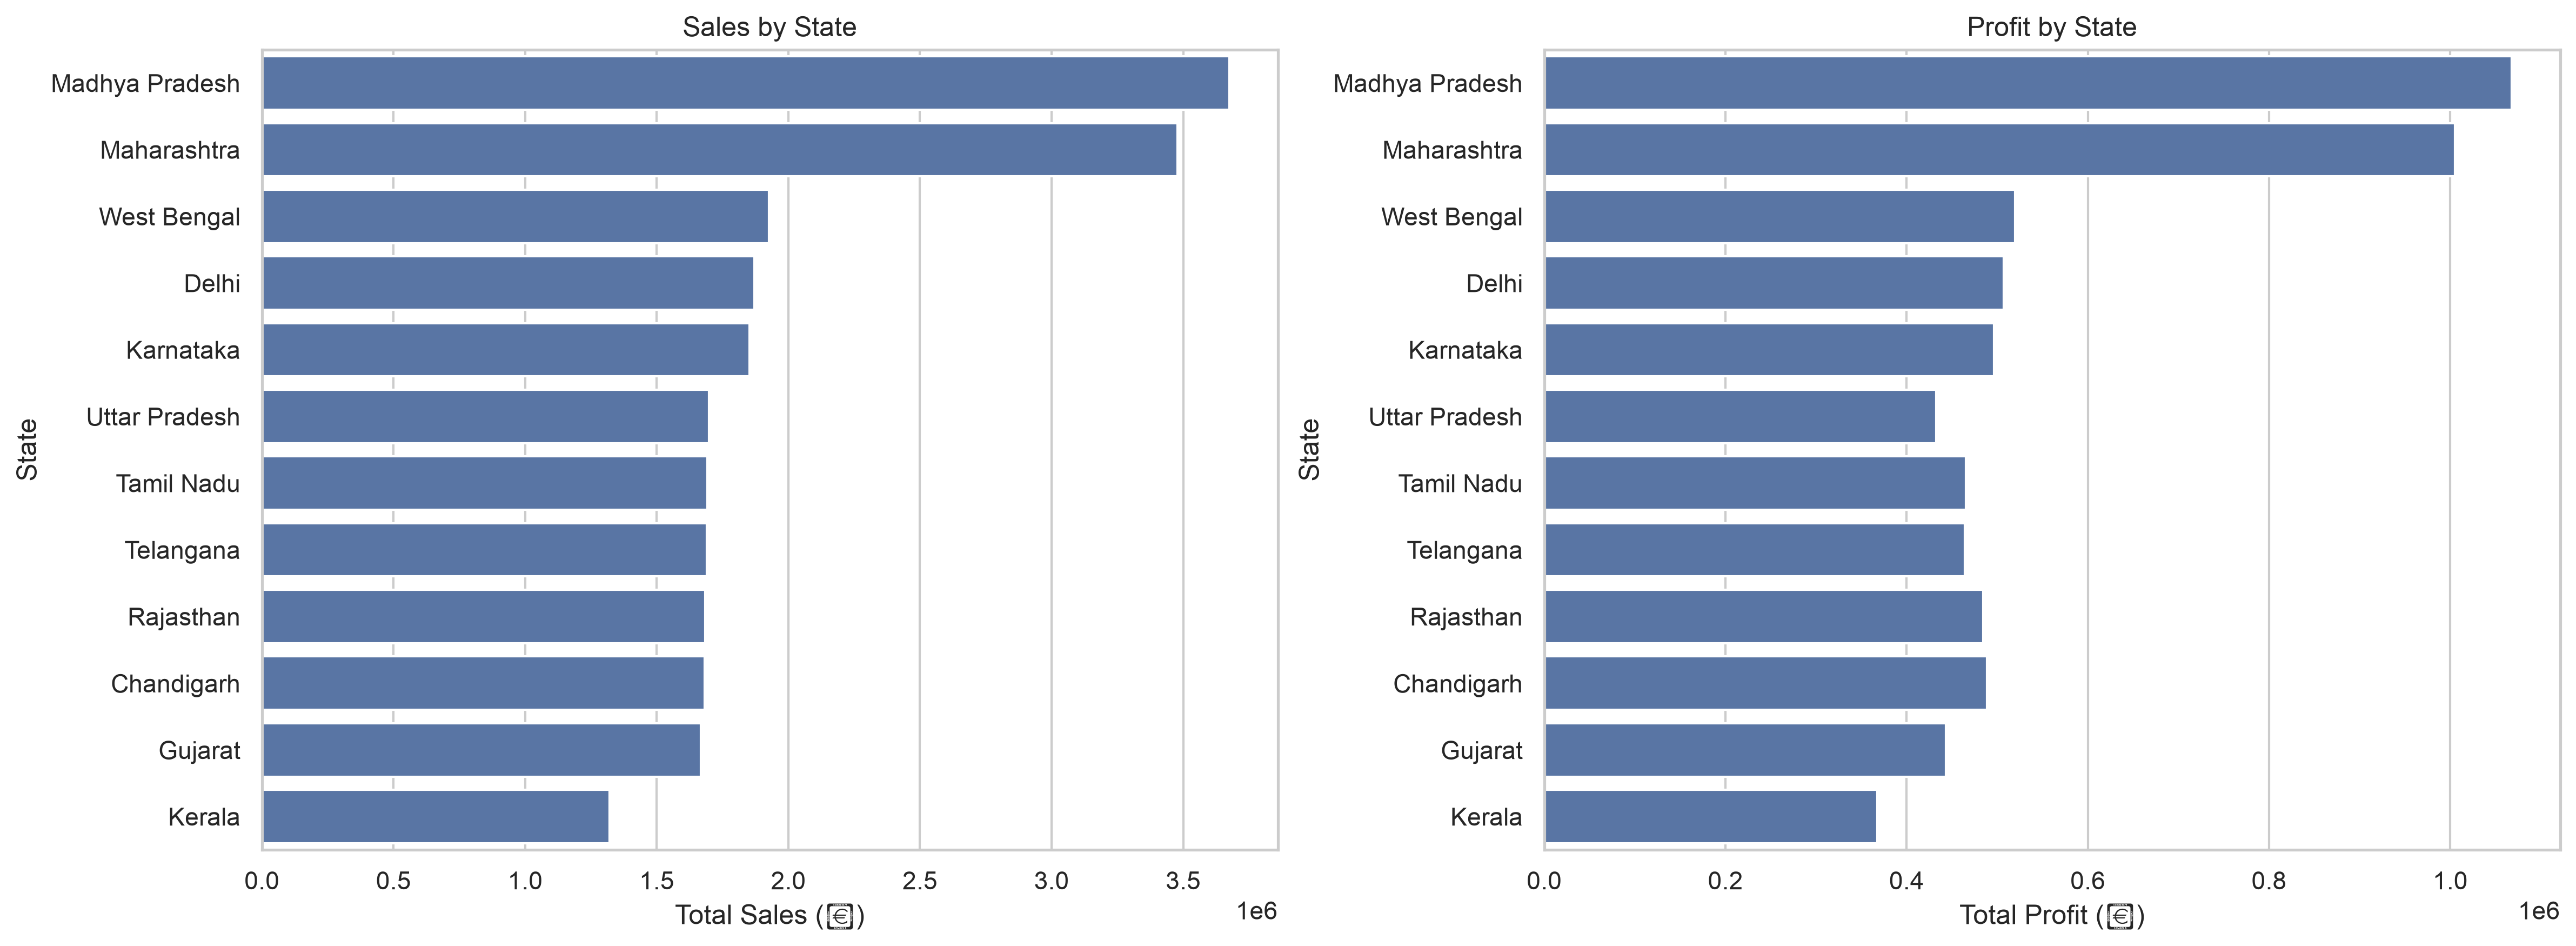 Sales by State
Madhya Pradesh
Maharashtra
West Bengal
Delhi
Karnataka
Uttar Pradesh
Tamil Nadu
Telangana
Rajasthan
Chandigarh
Gujarat
Kerala
State
0.0 0.5 1.0 1.5 2.0 2.5 3.0 3.5
1e6
Total Sales (€)
Profit by State
Madhya Pradesh
Maharashtra
West Bengal
Delhi
Karnataka
Uttar Pradesh
Tamil Nadu
Telangana
Rajasthan
Chandigarh
Gujarat
Kerala
State
0.0 0.2 0.4 0.6 0.8 1.0
1e6
Total Profit (€)